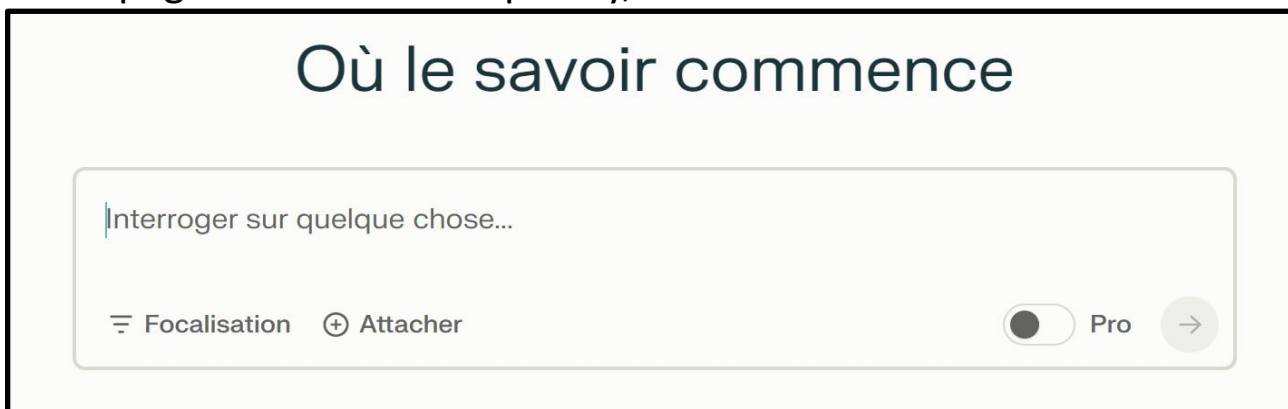 Où le savoir commence
Interroger sur quelque chose...
Focalisation Attacher
Pro